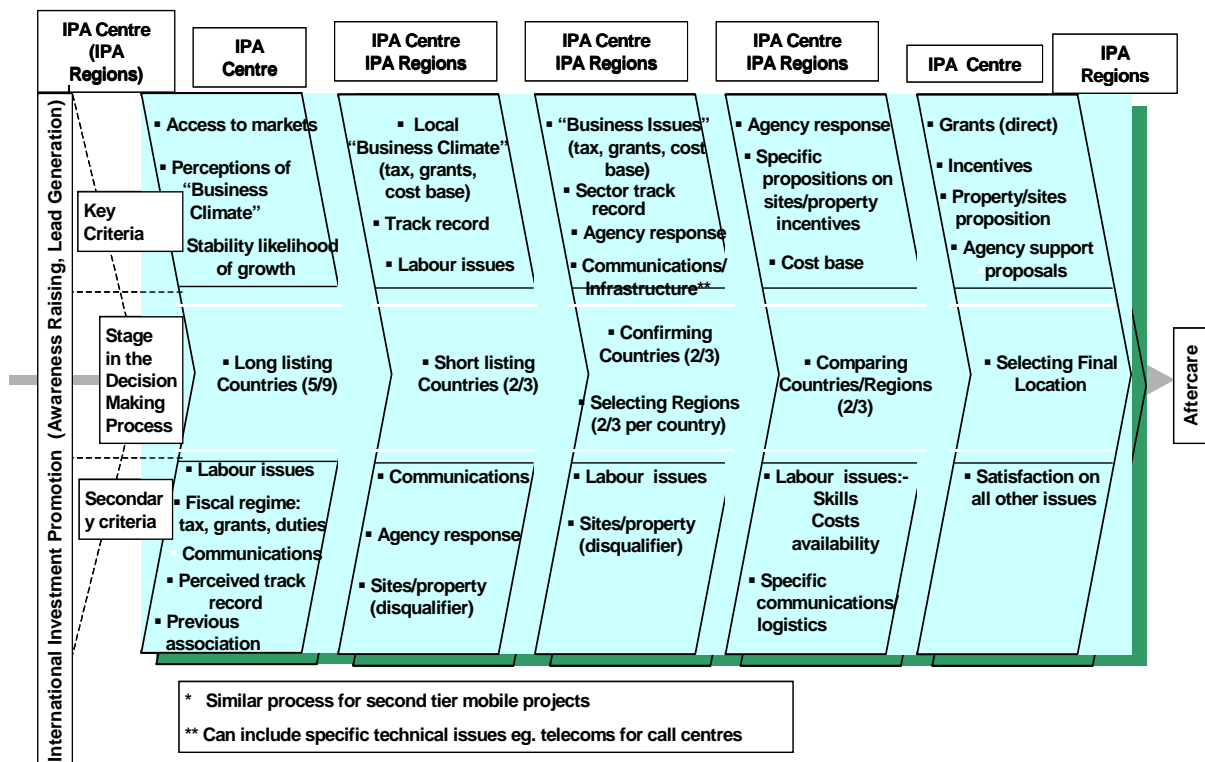 IPA Centre
(IPA
Regions)
IPA
Centre
IPA Centre
IPA Regions
IPA Centre
IPA Regions
IPA Centre
IPA Regions
IPA Centre
IPA
Regions
International Investment Promotion (Awareness Raising, Lead Generation)
Key
Criteria
▪ Access to markets
▪ Perceptions of
“Business
Climate”
Stability likelihood
of growth
▪ Local
“Business Climate”
(tax, grants,
cost base)
▪ Track record
▪ Labour issues
▪ “Business Issues”
(tax, grants, cost
base)
▪ Sector track
record
▪ Agency response
▪ Communications/
Infrastructure**
▪ Agency response
▪ Specific
propositions on
sites/property
incentives
▪ Cost base
▪ Grants (direct)
▪ Incentives
▪ Property/sites
proposition
▪ Agency support
proposals
Stage
in the
Decision
Making
Process
▪ Long listing
Countries (5/9)
▪ Short listing
Countries (2/3)
▪ Confirming
Countries (2/3)
▪ Selecting Regions
(2/3 per country)
▪ Comparing
Countries/Regions
(2/3)
▪ Selecting Final
Location
Aftercare
Secondar
y criteria
▪ Labour issues
▪ Fiscal regime:
tax, grants, duties
Communications
▪ Perceived track
record
▪ Previous
association
▪ Communications
▪ Agency response
▪ Sites/property
(disqualifier)
▪ Labour issues
▪ Sites/property
(disqualifier)
▪ Labour issues:-
Skills
Costs
availability
▪ Specific
communications/
logistics
▪ Satisfaction on
all other issues
* Similar process for second tier mobile projects
** Can include specific technical issues eg. telecoms for call centres